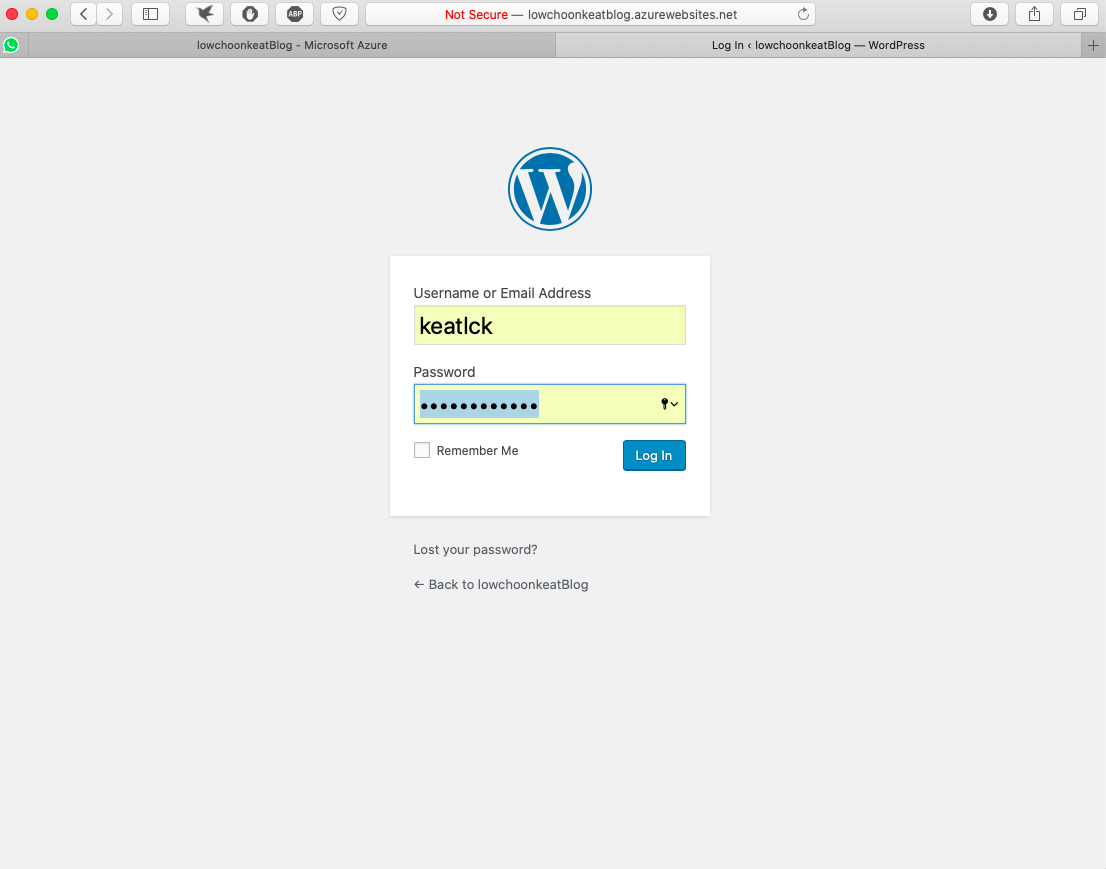 ABP
Not Secure — lowchoonkeatblog.azurewebsites.net
lowchoonkeatBlog - Microsoft Azure
Log In ‹ lowchoonkeatBlog — WordPress
W
Username or Email Address
keatlck
Password
••••••••••••
Remember Me
Log In
Lost your password?
← Back to lowchoonkeatBlog